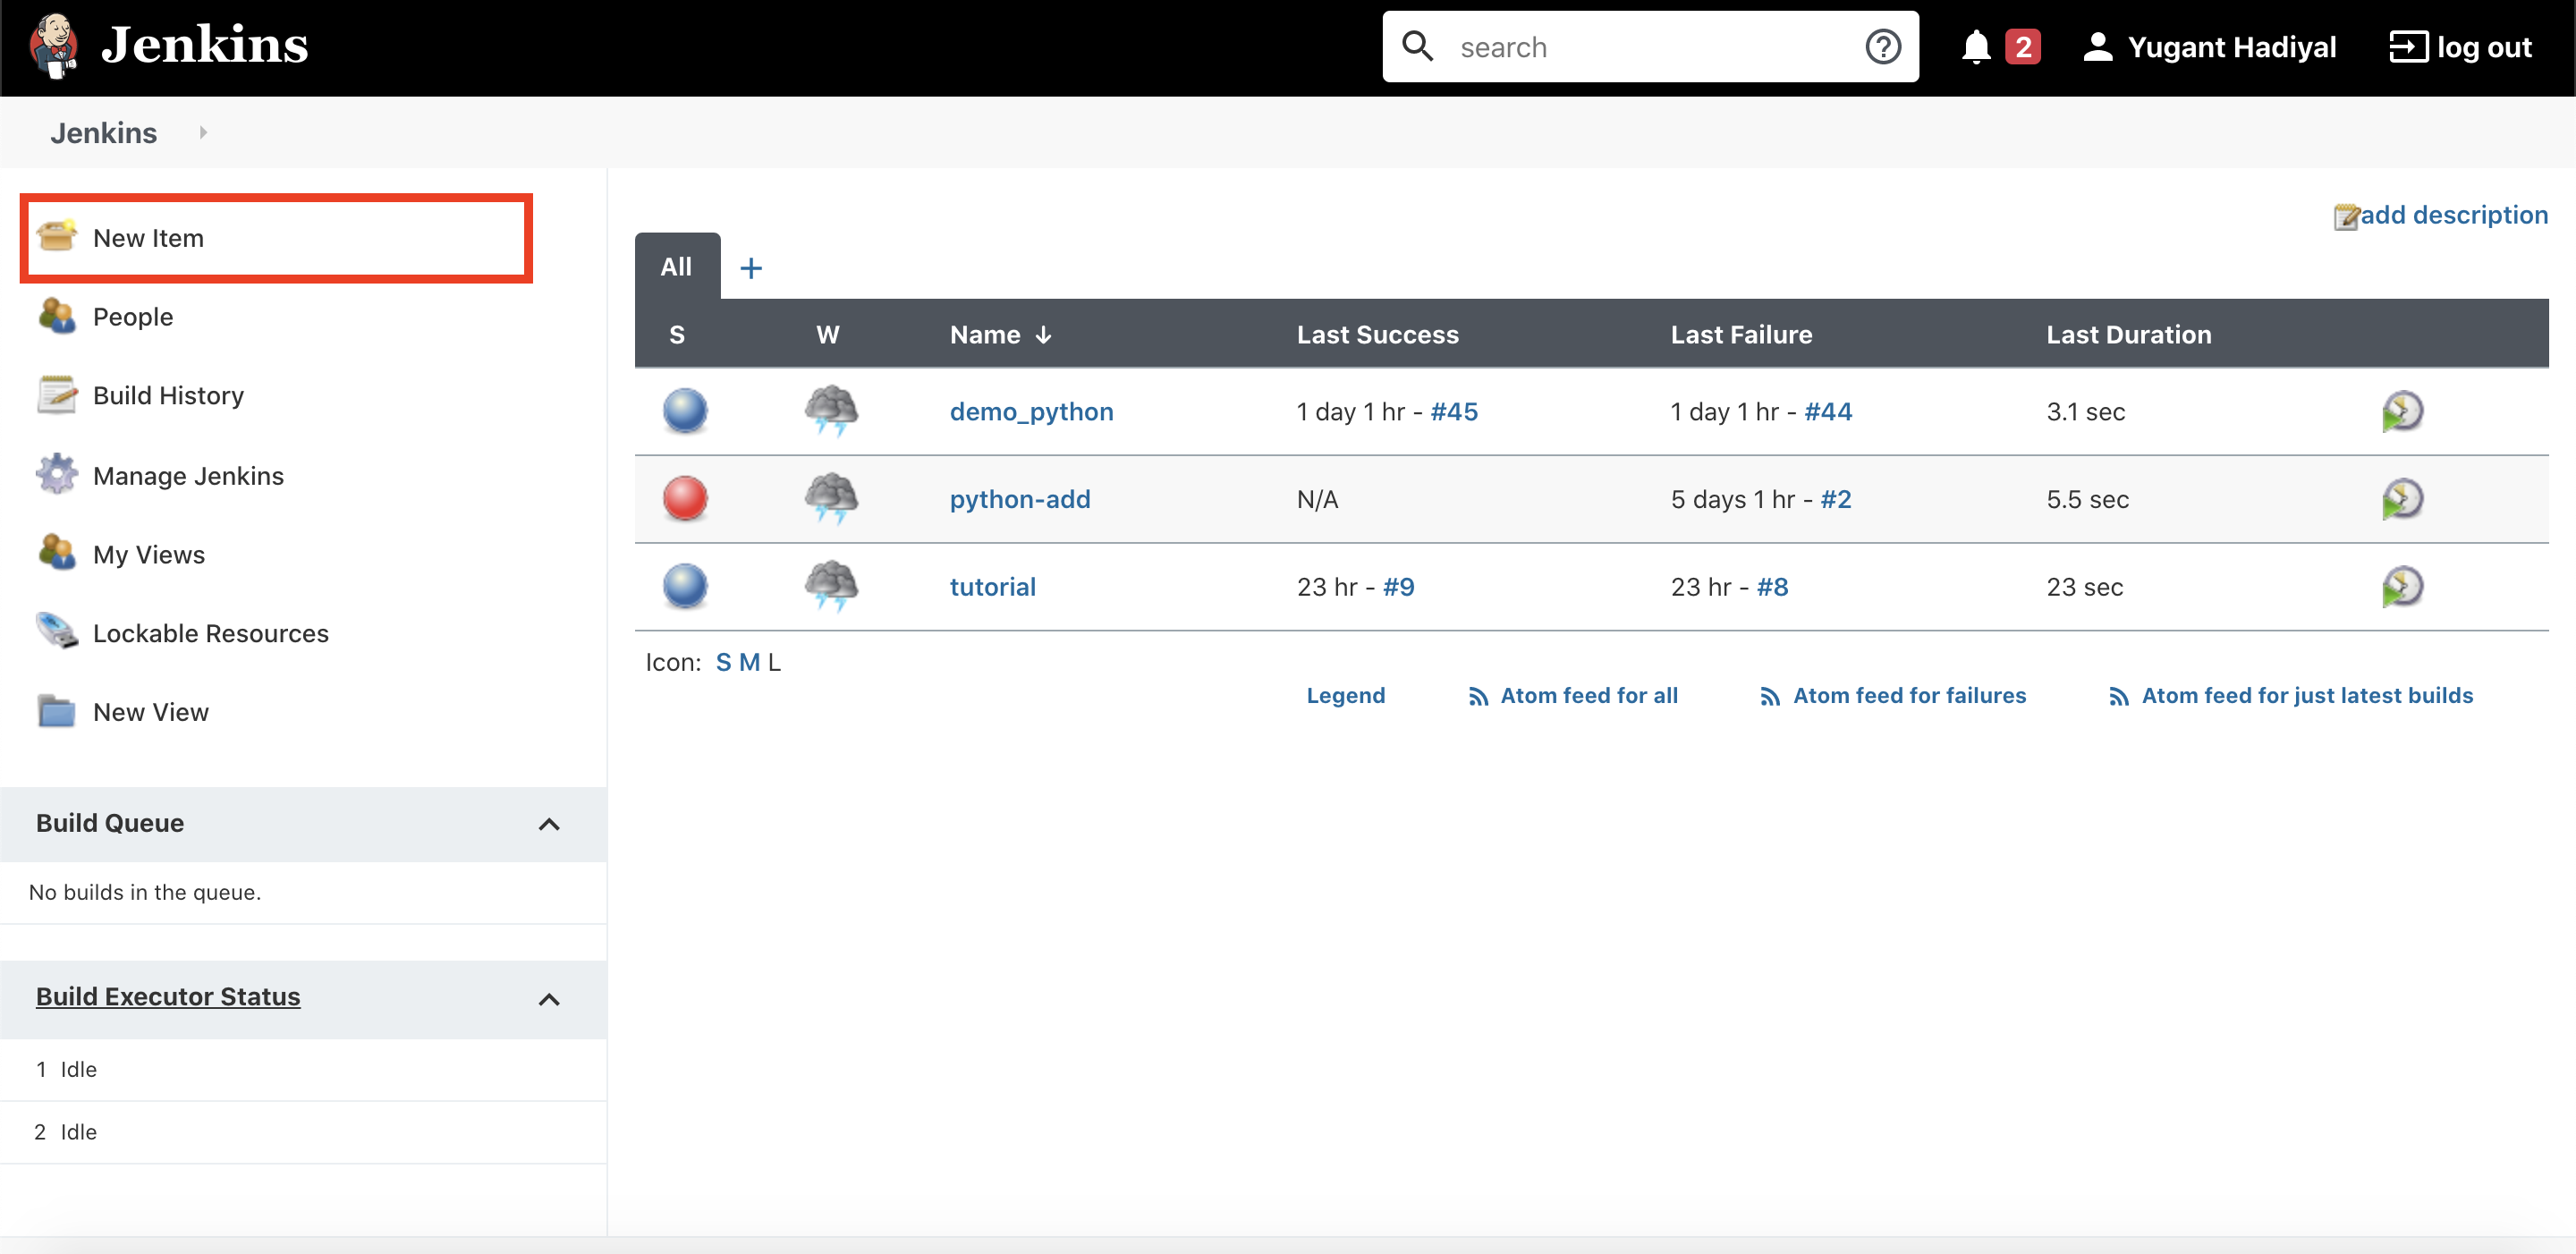 Jenkins
search
2
Yugant Hadiyal
log out
Jenkins
New Item
People
Build History
Manage Jenkins
My Views
Lockable Resources
New View
Build Queue
No builds in the queue.
Build Executor Status
1 Idle
2 Idle
add description
All +
S W Name ↓ Last Success Last Failure Last Duration
demo_python 1 day 1 hr - #45 1 day 1 hr - #44 3.1 sec
python-add N/A 5 days 1 hr - #2 5.5 sec
tutorial 23 hr - #9 23 hr - #8 23 sec
Icon: S M L
Legend Atom feed for all Atom feed for failures Atom feed for just latest builds